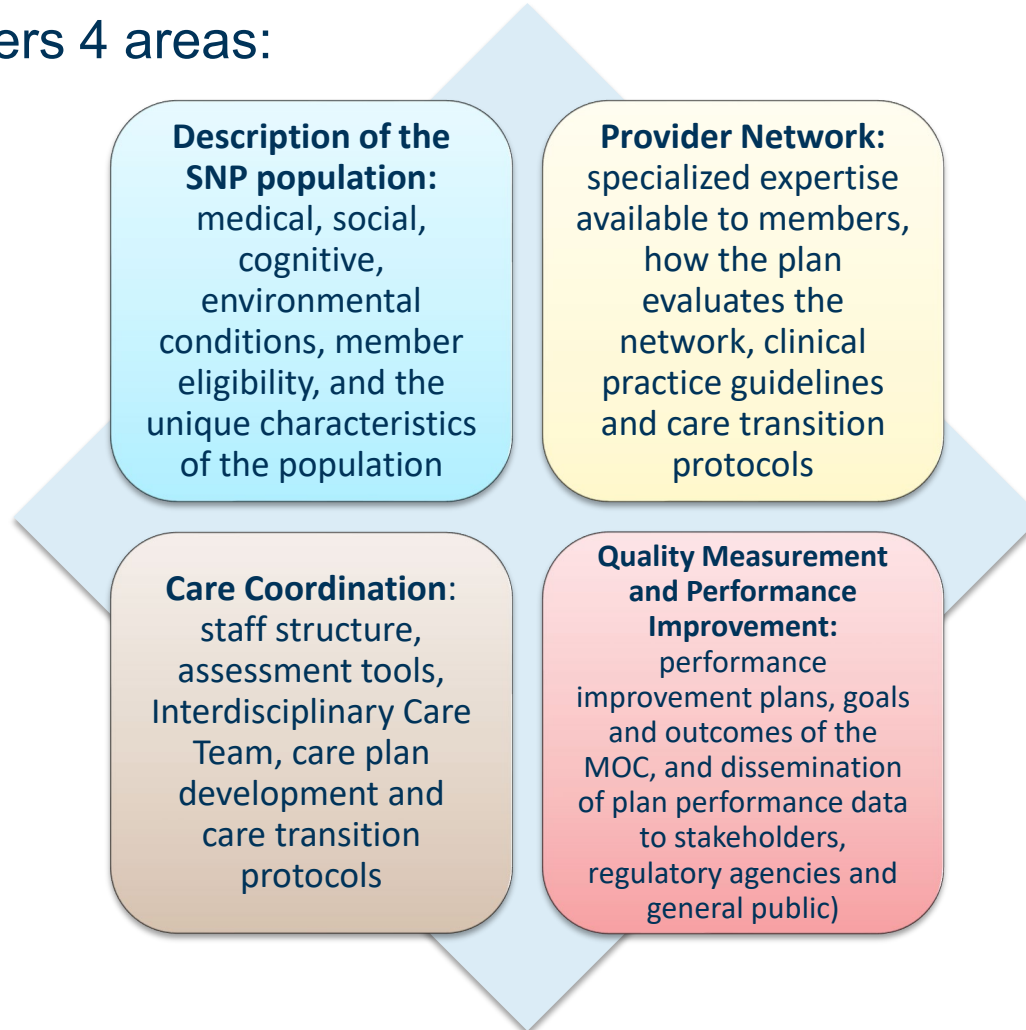 ers 4 areas:
Description of the
SNP population:
medical, social,
cognitive,
environmental
conditions, member
eligibility, and the
unique characteristics
of the population
Provider Network:
specialized expertise
available to members,
how the plan
evaluates the
network, clinical
practice guidelines
and care transition
protocols
Care Coordination:
staff structure,
assessment tools,
Interdisciplinary Care
Team, care plan
development and
care transition
protocols
Quality Measurement
and Performance
Improvement:
performance
improvement plans, goals
and outcomes of the
MOC, and dissemination
of plan performance data
to stakeholders,
regulatory agencies and
general public)